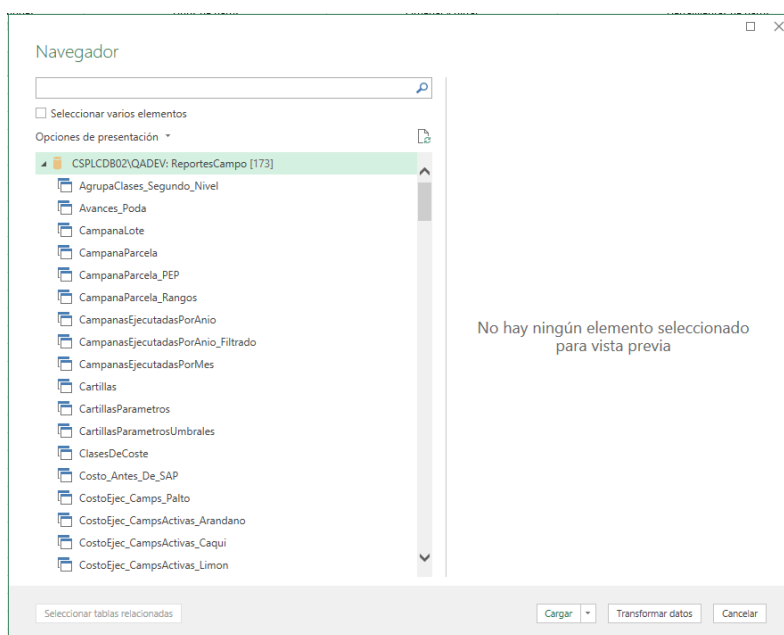 Navegador
Seleccionar varios elementos
Opciones de presentación
CSPLCDB02\QADEV: ReportesCampo [173]
AgrupaClases_Segundo_Nivel
Avances_Poda
CampanaLote
CampanaParcela
CampanaParcela_PEP
CampanaParcela_Rangos
CampanasEjecutadasPorAnio
CampanasEjecutadasPorAnio_Filtrado
CampanasEjecutadasPorMes
Cartillas
CartillasParametros
CartillasParametrosUmbrales
ClasesDeCoste
Costo_Antes_De_SAP
CostoEjec_Camps_Palto
CostoEjec_CampsActivas_Arandano
CostoEjec_CampsActivas_Caqui
CostoEjec_CampsActivas_Limon
No hay ningún elemento seleccionado
para vista previa
Seleccionar tablas relacionadas
Cargar
Transformar datos
Cancelar